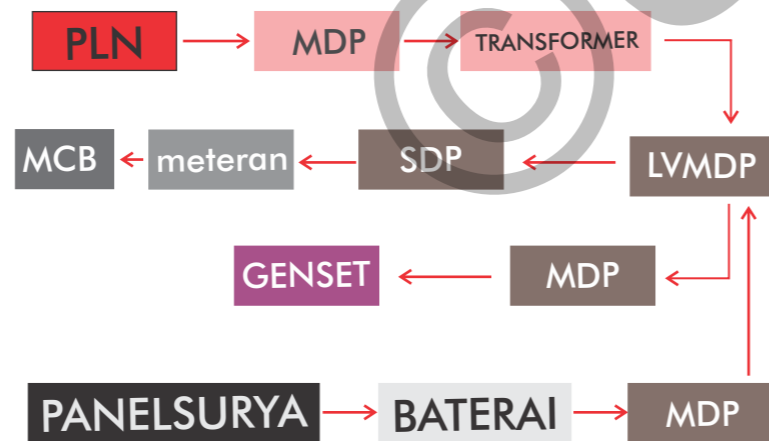 PLN
MDP
TRANSFORMER
MCB
meteran
SDP
LVMDP
GENSET
MDP
PANELSURYA
BATERAI
MDP